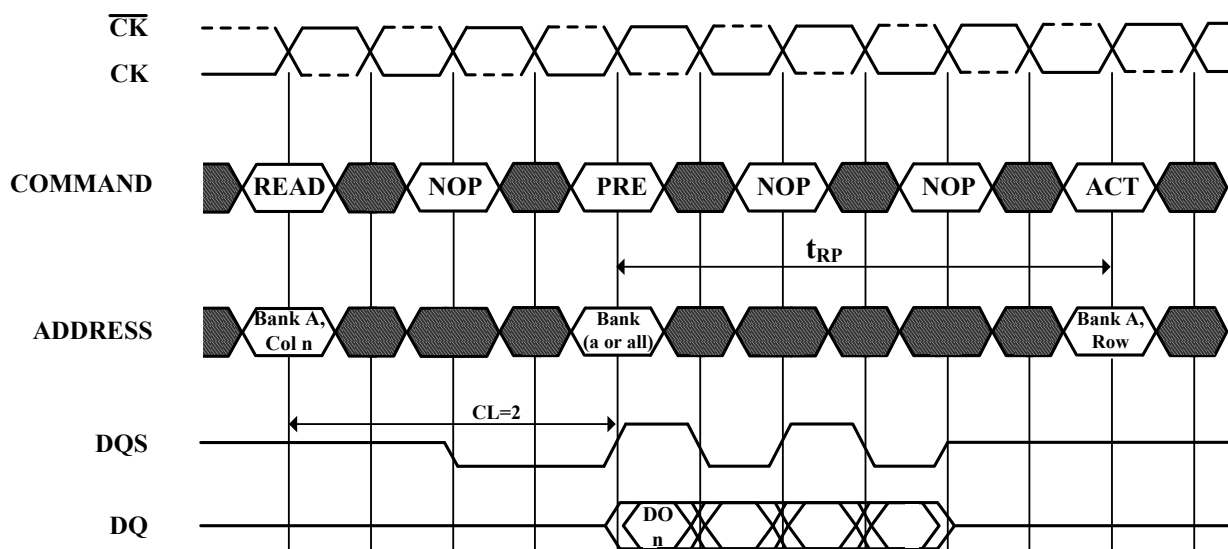 CK
CK
COMMAND
READ
NOP
PRE
NOP
NOP
ACT
tRP
ADDRESS
Bank A,
Col n
Bank
(a or all)
Bank A,
Row
CL=2
DQS
DQ
DO
n